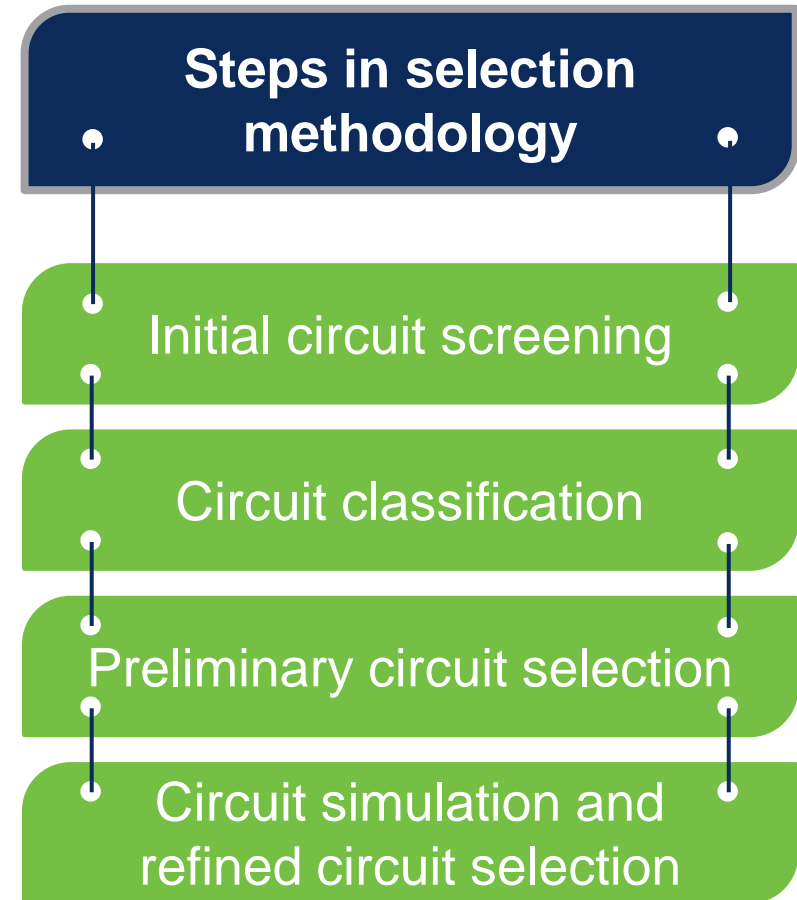 Steps in selection
methodology
Initial circuit screening
Circuit classification
Preliminary circuit selection
Circuit simulation and
refined circuit selection